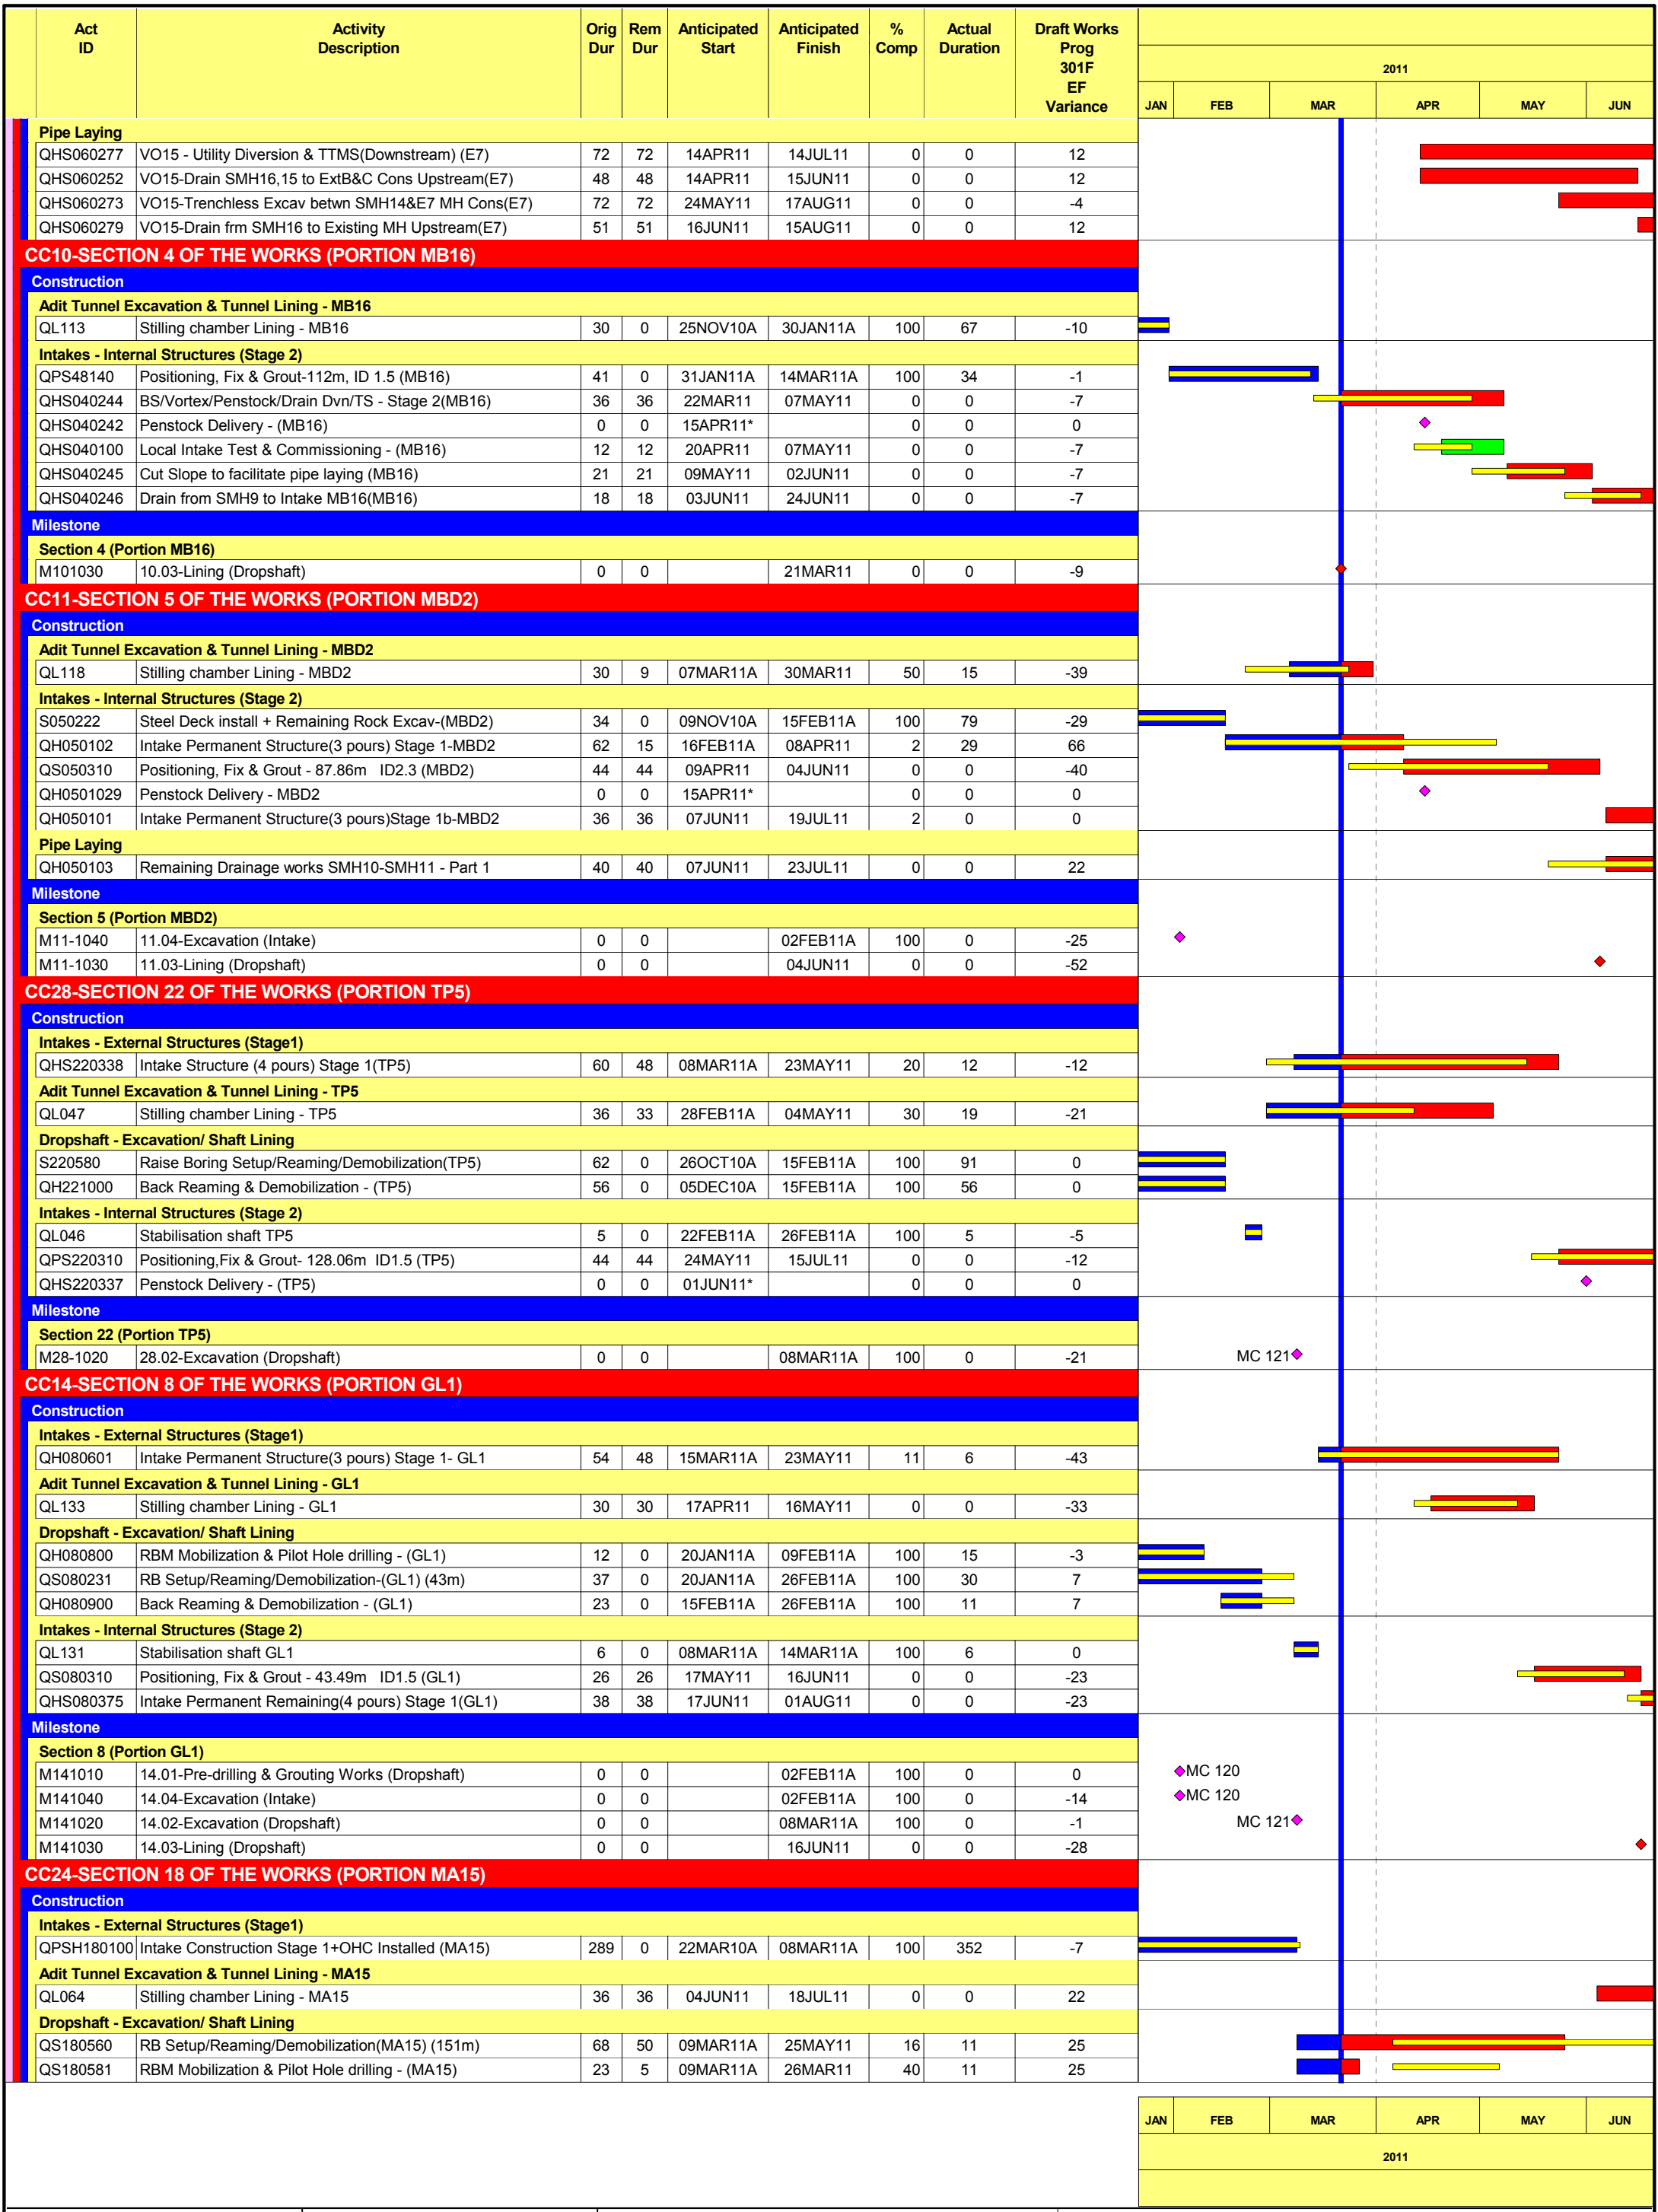 Act ID Activity Description Orig Dur Rem Dur Anticipated Start Anticipated Finish % Comp Actual Duration Draft Works Prog 301F EF Variance
2011
JAN FEB MAR APR MAY JUN
Pipe Laying
QHS060277 VO15 - Utility Diversion & TTMS(Downstream) (E7) 72 72 14APR11 14JUL11 0 0 12
QHS060252 VO15-Drain SMH16,15 to ExtB&C Cons Upstream(E7) 48 48 14APR11 15JUN11 0 0 12
QHS060273 VO15-Trenchless Excav betwn SMH14&E7 MH Cons(E7) 72 72 24MAY11 17AUG11 0 0 -4
QHS060279 VO15-Drain frm SMH16 to Existing MH Upstream(E7) 51 51 16JUN11 15AUG11 0 0 12
CC10-SECTION 4 OF THE WORKS (PORTION MB16)
Construction
Adit Tunnel Excavation & Tunnel Lining - MB16
QL113 Stilling chamber Lining - MB16 30 0 25NOV10A 30JAN11A 100 67 -10
Intakes - Internal Structures (Stage 2)
QPS48140 Positioning, Fix & Grout-112m, ID 1.5 (MB16) 41 0 31JAN11A 14MAR11A 100 34 -1
QHS040244 BS/Vortex/Penstock/Drain Dvn/TS - Stage 2(MB16) 36 36 22MAR11 07MAY11 0 0 -7
QHS040242 Penstock Delivery - (MB16) 0 0 15APR11* 0 0 0
QHS040100 Local Intake Test & Commissioning - (MB16) 12 12 20APR11 07MAY11 0 0 -7
QHS040245 Cut Slope to facilitate pipe laying (MB16) 21 21 09MAY11 02JUN11 0 0 -7
QHS040246 Drain from SMH9 to Intake MB16(MB16) 18 18 03JUN11 24JUN11 0 0 -7
Milestone
Section 4 (Portion MB16)
M101030 10.03-Lining (Dropshaft) 0 0 21MAR11 0 0 -9
CC11-SECTION 5 OF THE WORKS (PORTION MBD2)
Construction
Adit Tunnel Excavation & Tunnel Lining - MBD2
QL118 Stilling chamber Lining - MBD2 30 9 07MAR11A 30MAR11 50 15 -39
Intakes - Internal Structures (Stage 2)
S050222 Steel Deck install + Remaining Rock Excav-(MBD2) 34 0 09NOV10A 15FEB11A 100 79 -29
QH050102 Intake Permanent Structure(3 pours) Stage 1-MBD2 62 15 16FEB11A 08APR11 2 29 66
QS050310 Positioning, Fix & Grout - 87.86m ID2.3 (MBD2) 44 44 09APR11 04JUN11 0 0 -40
QH0501029 Penstock Delivery - MBD2 0 0 15APR11* 0 0 0
QH050101 Intake Permanent Structure(3 pours)Stage 1b-MBD2 36 36 07JUN11 19JUL11 2 0 0
Pipe Laying
QH050103 Remaining Drainage works SMH10-SMH11 - Part 1 40 40 07JUN11 23JUL11 0 0 22
Milestone
Section 5 (Portion MBD2)
M11-1040 11.04-Excavation (Intake) 0 0 02FEB11A 100 0 -25
M11-1030 11.03-Lining (Dropshaft) 0 0 04JUN11 0 0 -52
CC28-SECTION 22 OF THE WORKS (PORTION TP5)
Construction
Intakes - External Structures (Stage1)
QHS220338 Intake Structure (4 pours) Stage 1(TP5) 60 48 08MAR11A 23MAY11 20 12 -12
Adit Tunnel Excavation & Tunnel Lining - TP5
QL047 Stilling chamber Lining - TP5 36 33 28FEB11A 04MAY11 30 19 -21
Dropshaft - Excavation/ Shaft Lining
S220580 Raise Boring Setup/Reaming/Demobilization(TP5) 62 0 26OCT10A 15FEB11A 100 91 0
QH221000 Back Reaming & Demobilization - (TP5) 56 0 05DEC10A 15FEB11A 100 56 0
Intakes - Internal Structures (Stage 2)
QL046 Stabilisation shaft TP5 5 0 22FEB11A 26FEB11A 100 5 -5
QPS220310 Positioning,Fix & Grout- 128.06m ID1.5 (TP5) 44 44 24MAY11 15JUL11 0 0 -12
QHS220337 Penstock Delivery - (TP5) 0 0 01JUN11* 0 0 0
Milestone
Section 22 (Portion TP5)
M28-1020 28.02-Excavation (Dropshaft) 0 0 08MAR11A 100 0 -21 MC 121
CC14-SECTION 8 OF THE WORKS (PORTION GL1)
Construction
Intakes - External Structures (Stage1)
QH080601 Intake Permanent Structure(3 pours) Stage 1- GL1 54 48 15MAR11A 23MAY11 11 6 -43
Adit Tunnel Excavation & Tunnel Lining - GL1
QL133 Stilling chamber Lining - GL1 30 30 17APR11 16MAY11 0 0 -33
Dropshaft - Excavation/ Shaft Lining
QH080800 RBM Mobilization & Pilot Hole drilling - (GL1) 12 0 20JAN11A 09FEB11A 100 15 -3
QS080231 RB Setup/Reaming/Demobilization-(GL1) (43m) 37 0 20JAN11A 26FEB11A 100 30 7
QH080900 Back Reaming & Demobilization - (GL1) 23 0 15FEB11A 26FEB11A 100 11 7
Intakes - Internal Structures (Stage 2)
QL131 Stabilisation shaft GL1 6 0 08MAR11A 14MAR11A 100 6 0
QS080310 Positioning, Fix & Grout - 43.49m ID1.5 (GL1) 26 26 17MAY11 16JUN11 0 0 -23
QHS080375 Intake Permanent Remaining(4 pours) Stage 1(GL1) 38 38 17JUN11 01AUG11 0 0 -23
Milestone
Section 8 (Portion GL1)
M141010 14.01-Pre-drilling & Grouting Works (Dropshaft) 0 0 02FEB11A 100 0 0 MC 120
M141040 14.04-Excavation (Intake) 0 0 02FEB11A 100 0 -14 MC 120
M141020 14.02-Excavation (Dropshaft) 0 0 08MAR11A 100 0 -1 MC 121
M141030 14.03-Lining (Dropshaft) 0 0 16JUN11 0 0 -28
CC24-SECTION 18 OF THE WORKS (PORTION MA15)
Construction
Intakes - External Structures (Stage1)
QPSH180100 Intake Construction Stage 1+OHC Installed (MA15) 289 0 22MAR10A 08MAR11A 100 352 -7
Adit Tunnel Excavation & Tunnel Lining - MA15
QL064 Stilling chamber Lining - MA15 36 36 04JUN11 18JUL11 0 0 22
Dropshaft - Excavation/ Shaft Lining
QS180560 RB Setup/Reaming/Demobilization(MA15) (151m) 68 50 09MAR11A 25MAY11 16 11 25
QS180581 RBM Mobilization & Pilot Hole drilling - (MA15) 23 5 09MAR11A 26MAR11 40 11 25
JAN FEB MAR APR MAY JUN
2011